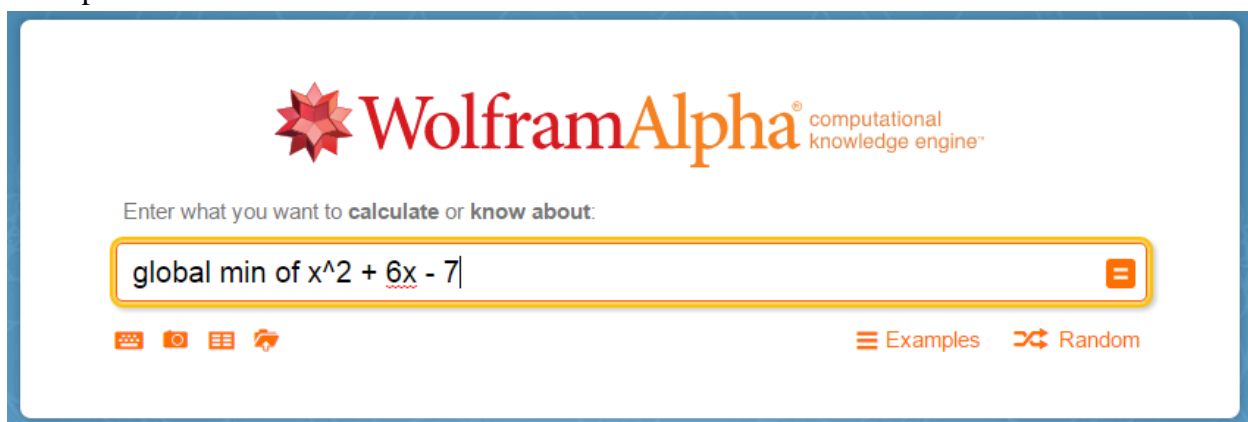 WolframAlpha® computational
knowledge engine™
Enter what you want to calculate or know about:
global min of x^2 + 6x - 7
Examples Random